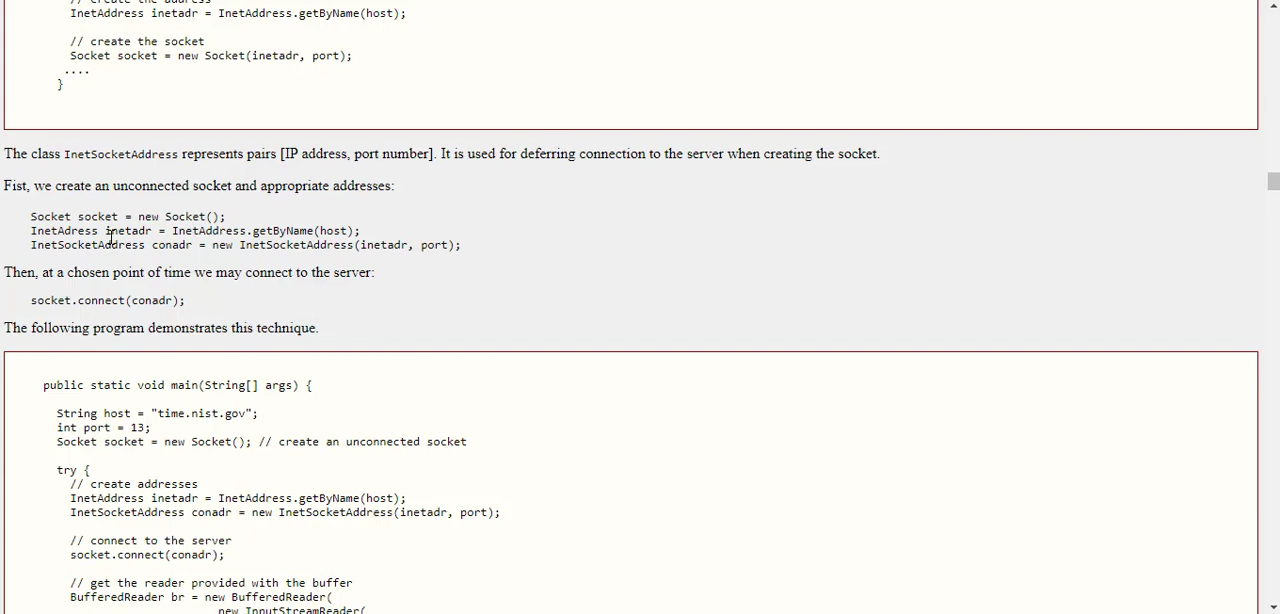 // create the address
InetAddress inetadr = InetAddress.getByName(host);
// create the socket
Socket socket = new Socket(inetadr, port);
....
}
The class InetSocketAddress represents pairs [IP address, port number]. It is used for deferring connection to the server when creating the socket.
Fist, we create an unconnected socket and appropriate addresses:
Socket socket = new Socket();
InetAdress inetadr = InetAddress.getByName(host);
InetSocketAddress conadr = new InetSocketAddress(inetadr, port);
Then, at a chosen point of time we may connect to the server:
socket.connect(conadr);
The following program demonstrates this technique.
public static void main(String[] args) {
String host = "time.nist.gov";
int port = 13;
Socket socket = new Socket(); // create an unconnected socket
try {
// create addresses
InetAddress inetadr = InetAddress.getByName(host);
InetSocketAddress conadr = new InetSocketAddress(inetadr, port);
// connect to the server
socket.connect(conadr);
// get the reader provided with the buffer
BufferedReader br = new BufferedReader(
new InputStreamReader(